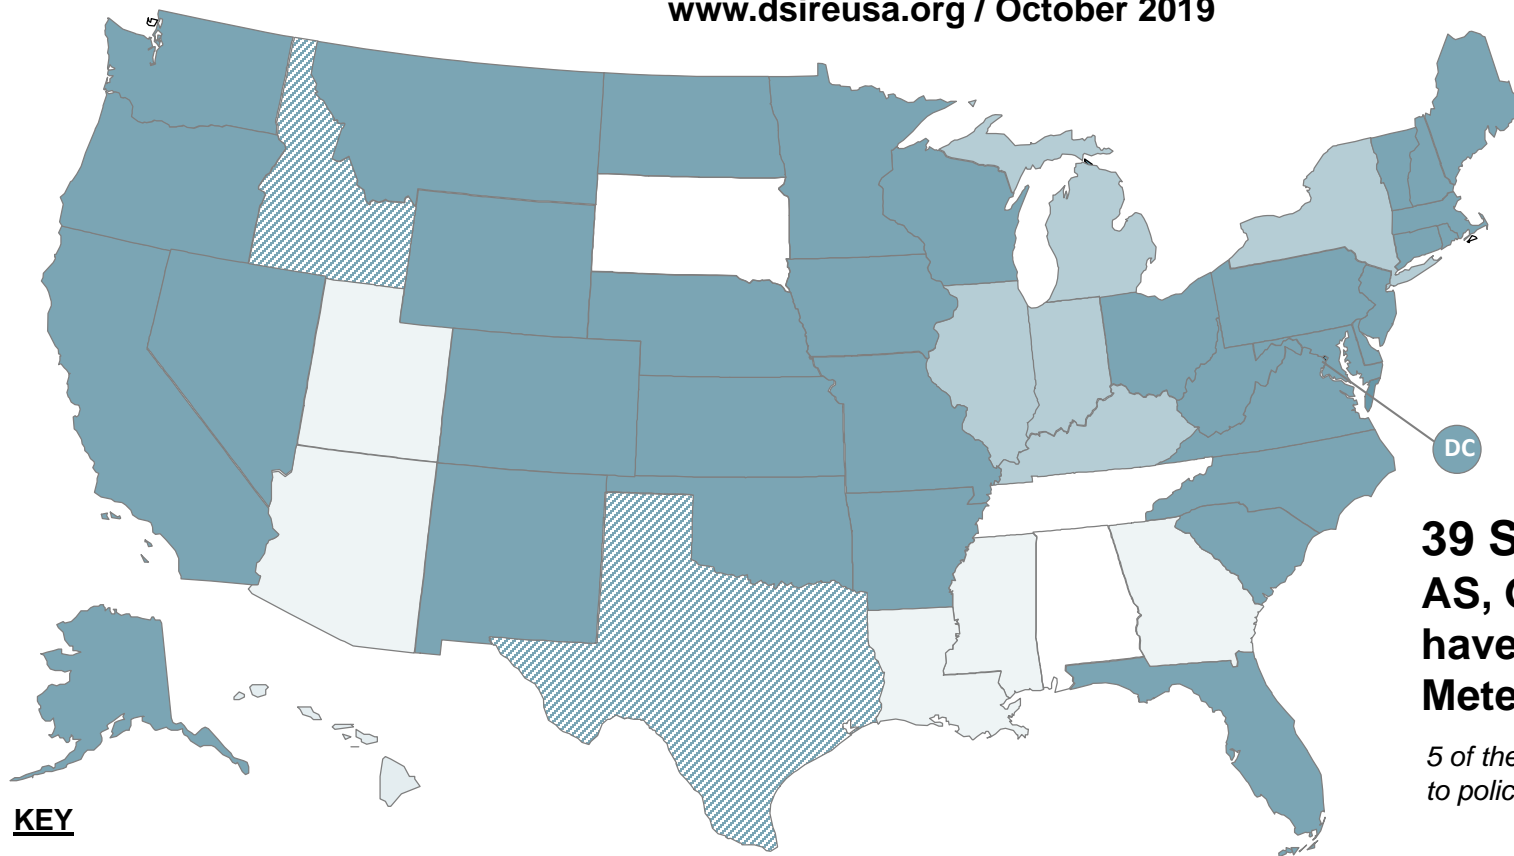 www.dsireusa.org / October 2019
DC
39 S
AS,
have
Mete
5 of the
to polic
KEY